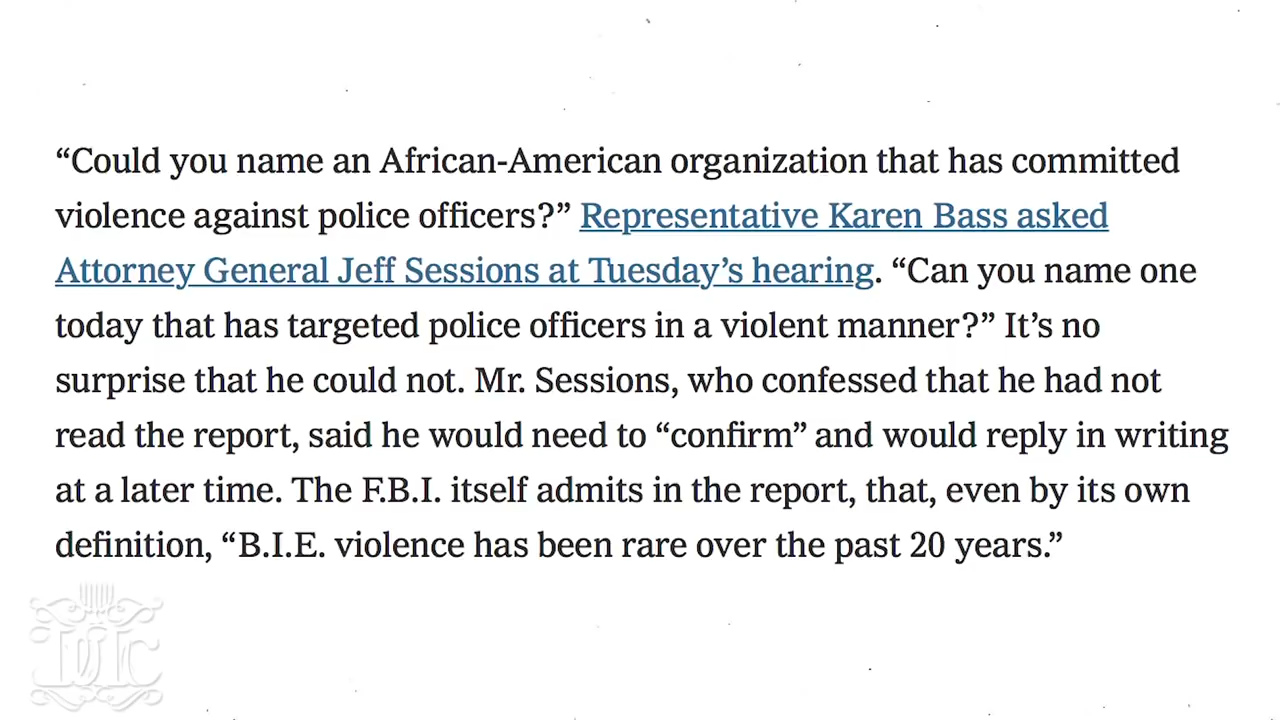 “Could you name an African-American organization that has committed
violence against police officers?” Representative Karen Bass asked
Attorney General Jeff Sessions at Tuesday’s hearing. “Can you name one
today that has targeted police officers in a violent manner?” It’s no
surprise that he could not. Mr. Sessions, who confessed that he had not
read the report, said he would need to “confirm” and would reply in writing
at a later time. The F.B.I. itself admits in the report, that, even by its own
definition, “B.I.E. violence has been rare over the past 20 years.”
IUIC